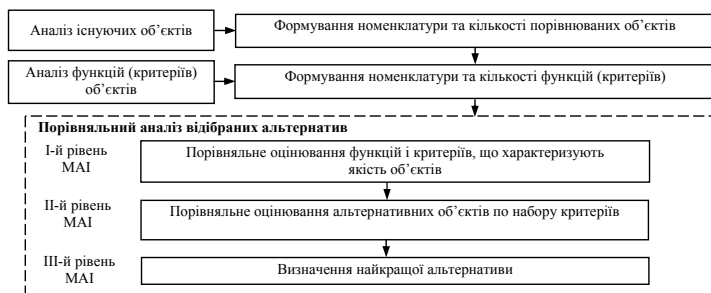 Аналіз існуючих об’єктів
Формування номенклатури та кількості порівнюваних об’єктів
Аналіз функцій (критеріїв)
об’єктів
Формування номенклатури та кількості функцій (критеріїв)
Порівняльний аналіз відібраних альтернатив
І-й рівень
МАІ
Порівняльне оцінювання функцій і критеріїв, що характеризують
якість об’єктів
ІІ-й рівень
МАІ
Порівняльне оцінювання альтернативних об’єктів по набору критеріїв
ІІІ-й рівень
МАІ
Визначення найкращої альтернативи